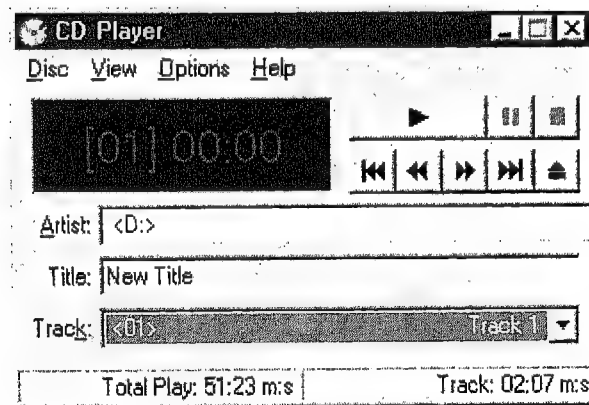 CD Player
Disc View Options Help
[01] 00:00
Artist: <D:>
Title: New Title
Track: <01> Track 1
Total Play: 51:23 m:s Track: 02:07 m:s